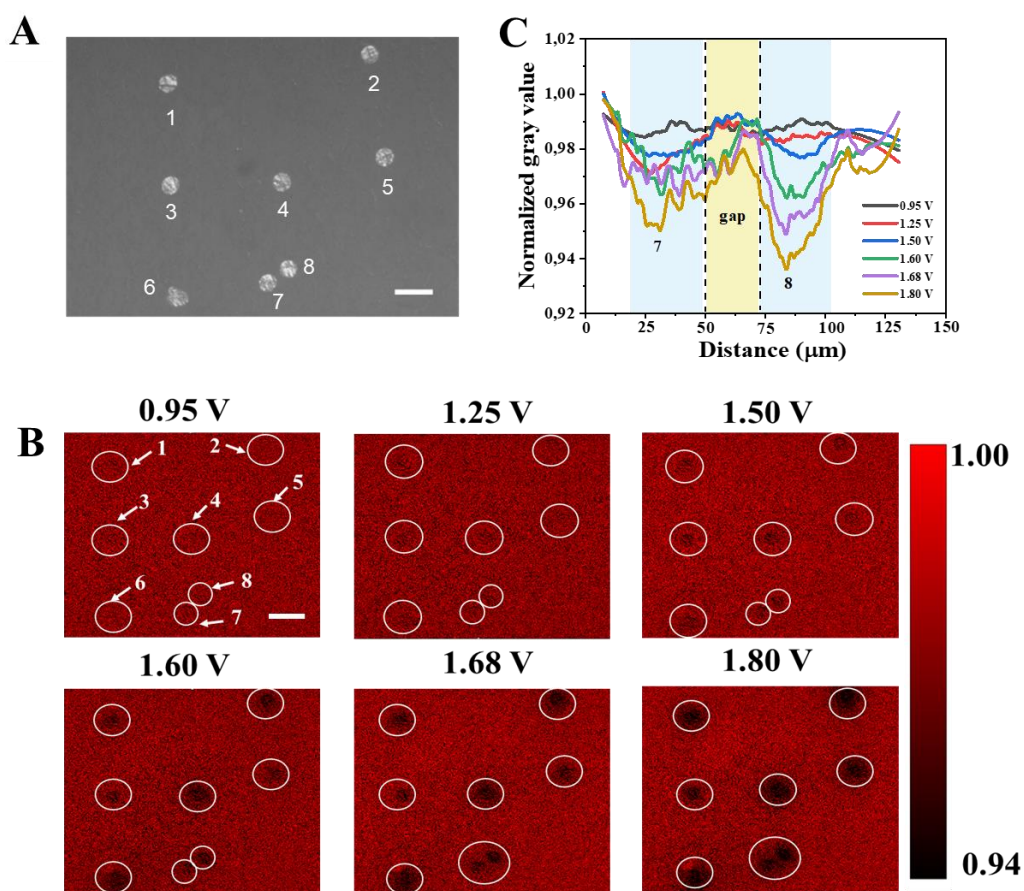 A
1
2
3
4
5
6
7
8
C
Normalized gray value
1,02
1,00
0,98
0,96
0,94
0,92
7
gap
8
0.95 V
1.25 V
1.50 V
1.60 V
1.68 V
1.80 V
0
25
50
75
100
125
150
Distance (μm)
B
0.95 V
1.25 V
1.50 V
1
2
3
4
5
6
7
8
1.60 V
1.68 V
1.80 V
1.00
0.94